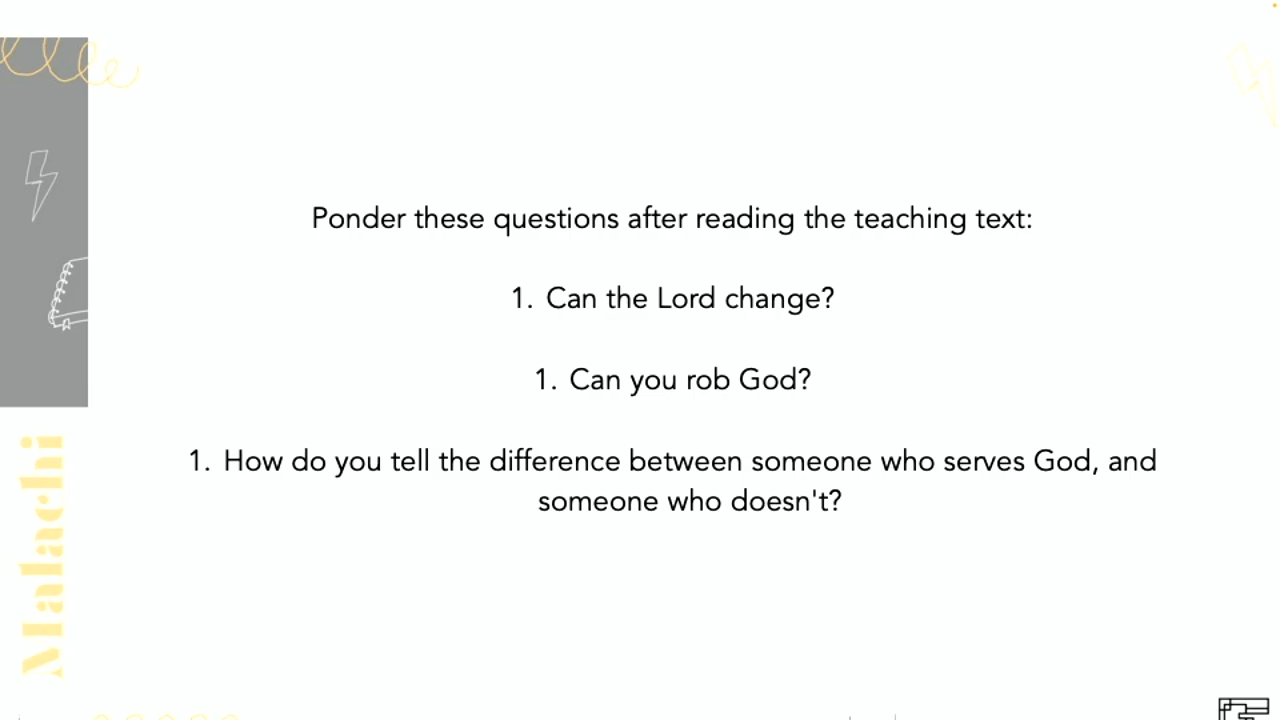 Ponder these questions after reading the teaching text:
1. Can the Lord change?
1. Can you rob God?
1. How do you tell the difference between someone who serves God, and
someone who doesn't?
Malachi